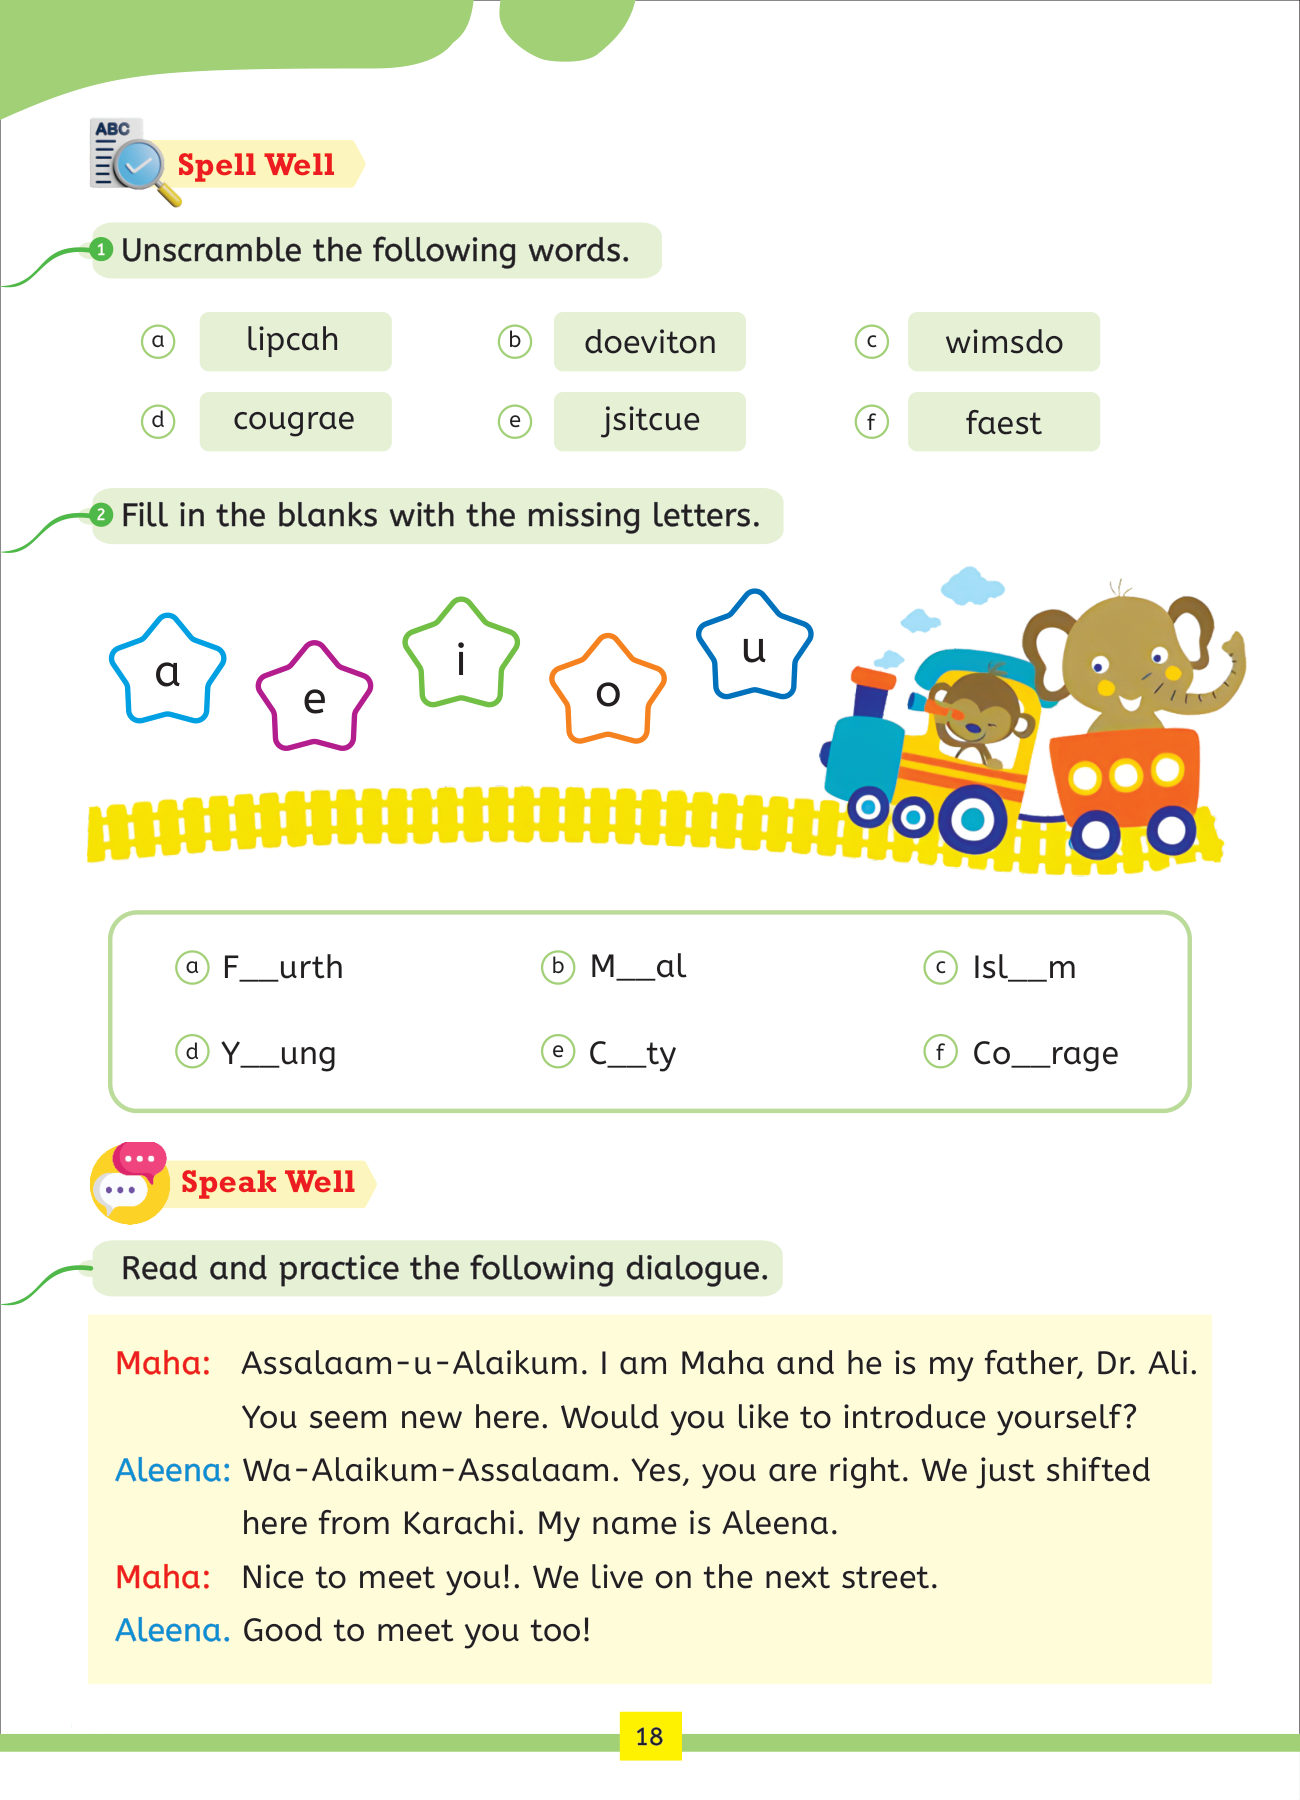 ABC
Spell Well
1 Unscramble the following words.
a lipcah b doeviton c wimsdo
d cougrae e jsitcue f faest
2 Fill in the blanks with the missing letters.
a e i o u
a F__urth b M__al c Isl__m
d Y__ung e C__ty f Co__rage
Speak Well
Read and practice the following dialogue.
Maha: Assalaam-u-Alaikum. I am Maha and he is my father, Dr. Ali.
You seem new here. Would you like to introduce yourself?
Aleena: Wa-Alaikum-Assalaam. Yes, you are right. We just shifted
here from Karachi. My name is Aleena.
Maha: Nice to meet you!. We live on the next street.
Aleena. Good to meet you too!
18